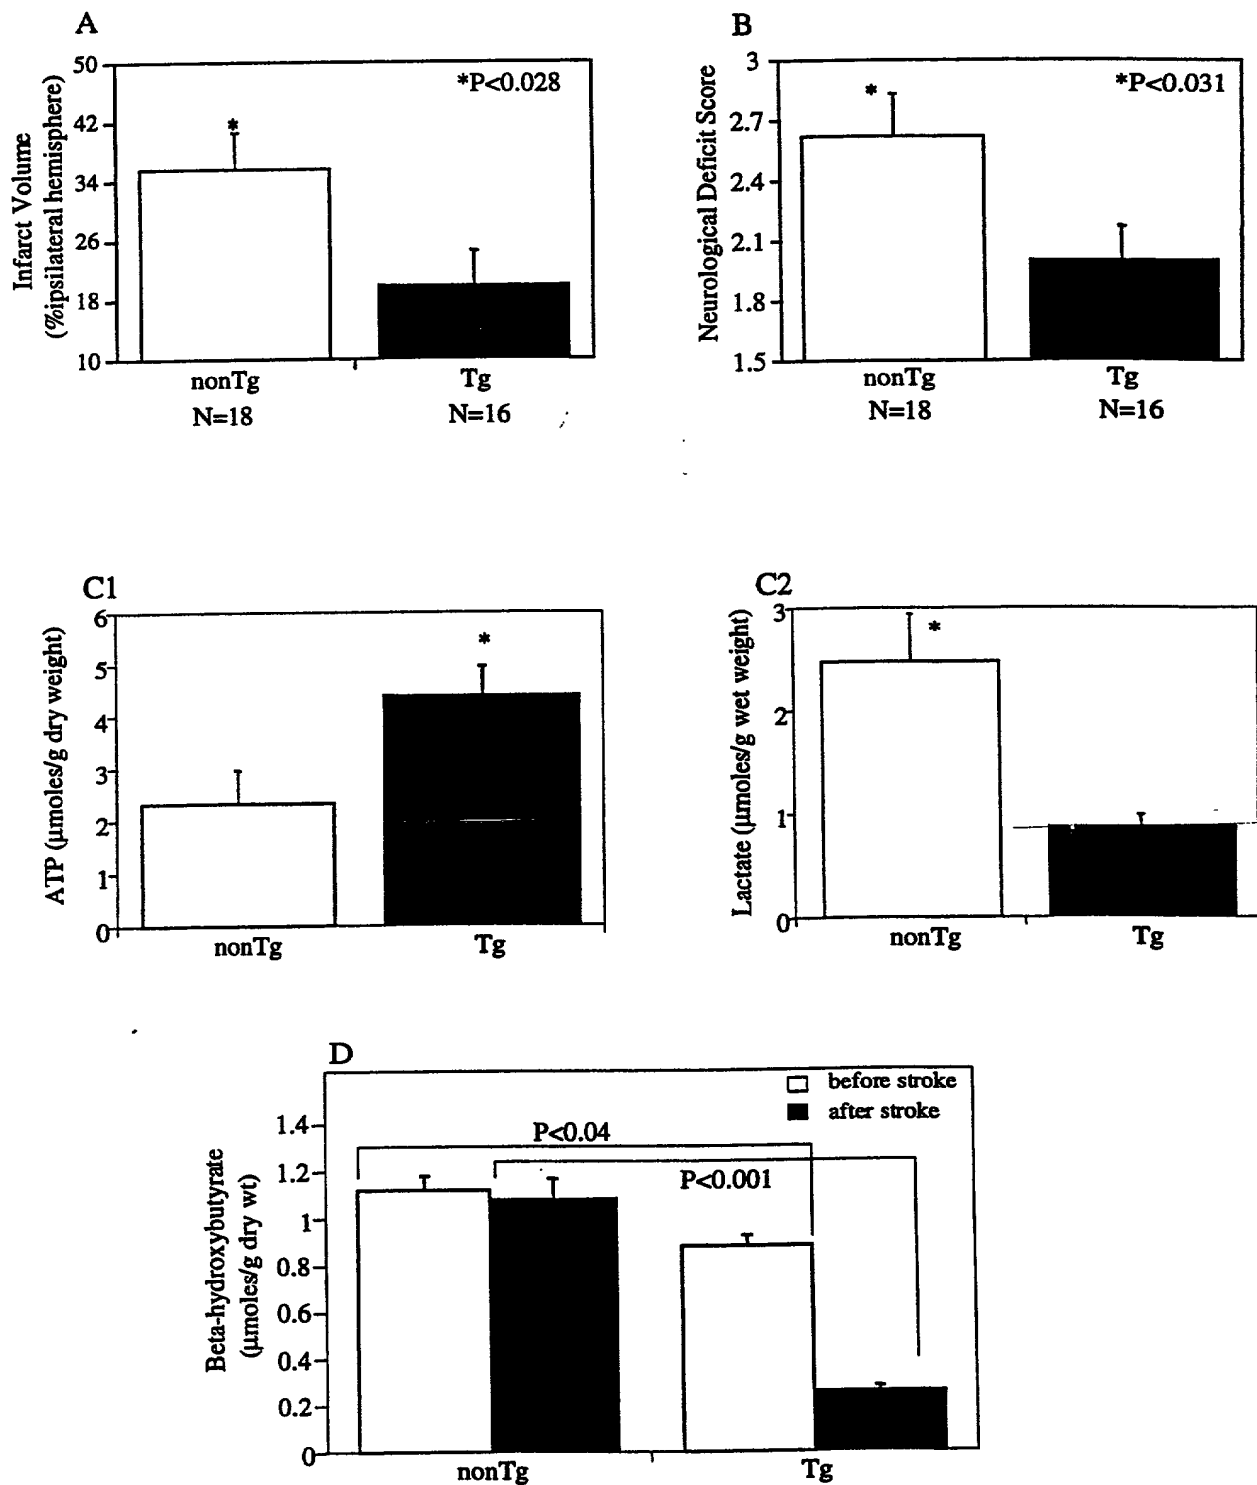 A
Infarct Volume
(%ipsilateral hemisphere)
50
42
34
26
18
10
*P<0.028
*
nonTg
Tg
N=18
N=16
B
Neurological Deficit Score
3
2.7
2.4
2.1
1.8
1.5
*P<0.031
*
nonTg
Tg
N=18
N=16
C1
ATP (µmoles/g dry weight)
6
5
4
3
2
1
0
*
nonTg
Tg
C2
Lactate (µmoles/g wet weight)
3
2
1
0
*
nonTg
Tg
D
Beta-hydroxybutyrate
(µmoles/g dry wt)
1.4
1.2
1
0.8
0.6
0.4
0.2
0
before stroke
after stroke
P<0.04
P<0.001
nonTg
Tg